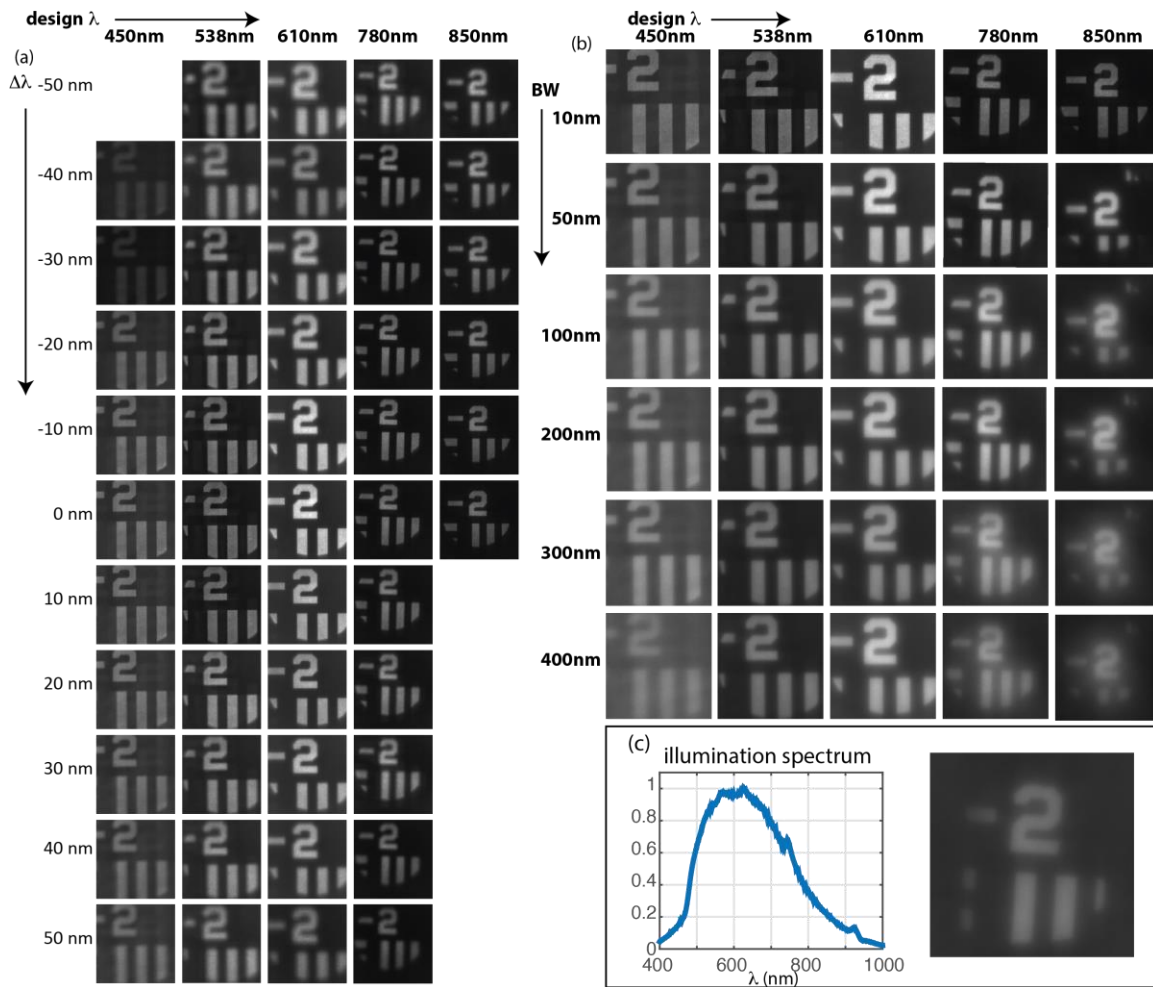 design λ
450nm 538nm 610nm 780nm 850nm
(a)
Δλ
-50 nm
-40 nm
-30 nm
-20 nm
-10 nm
0 nm
10 nm
20 nm
30 nm
40 nm
50 nm
2
design λ
450nm 538nm 610nm 780nm 850nm
(b)
BW
10nm
50nm
100nm
200nm
300nm
400nm
2
(c)
illumination spectrum
1
0.8
0.6
0.4
0.2
0
400 600 800 1000
λ (nm)
2